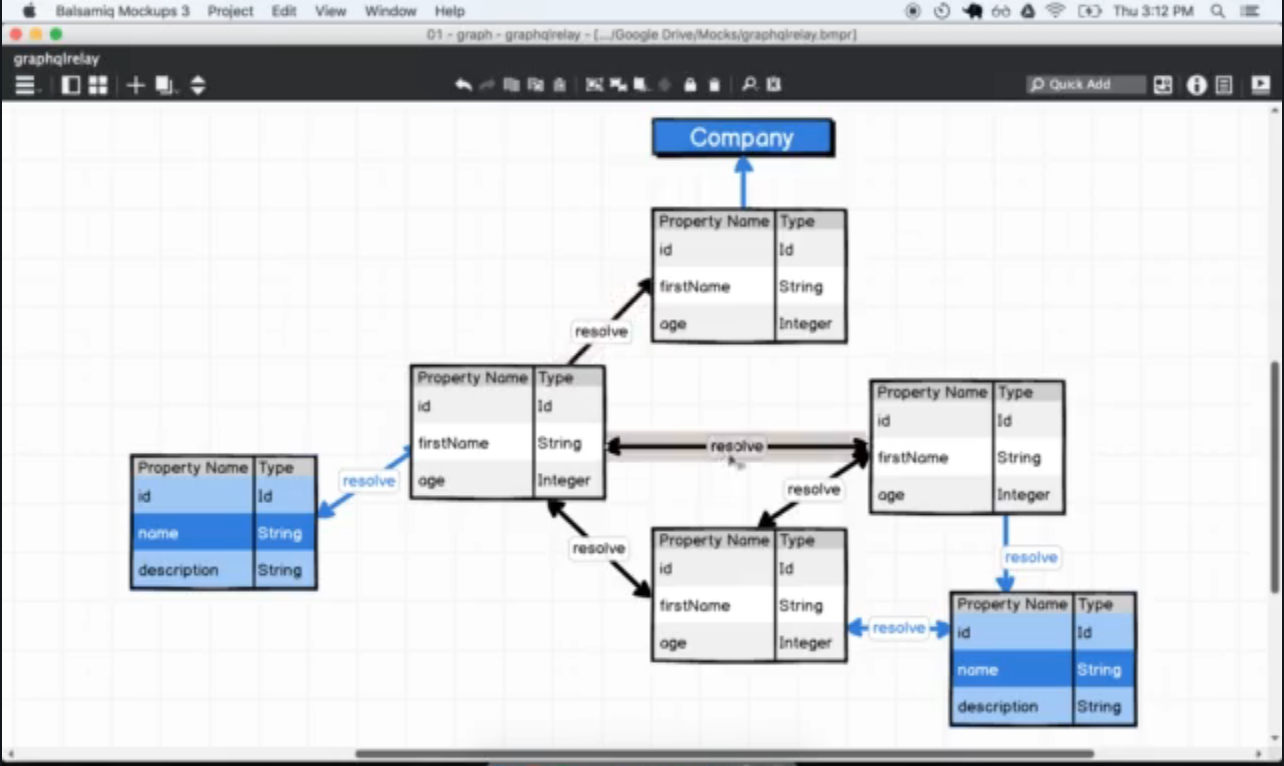 Balsamiq Mockups 3 Project Edit View Window Help Thu 3:12 PM
01 - graph - graphqlrelay - [.../Google Drive/Mocks/graphqlrelay.bmpr]
graphqlrelay
Quick Add
Company
Property Name Type
id Id
firstName String
age Integer
resolve
Property Name Type
id Id
firstName String
age Integer
resolve
Property Name Type
id Id
firstName String
age Integer
resolve
Property Name Type
id Id
name String
description String
resolve
resolve
Property Name Type
id Id
firstName String
age Integer
resolve
resolve
Property Name Type
id Id
name String
description String